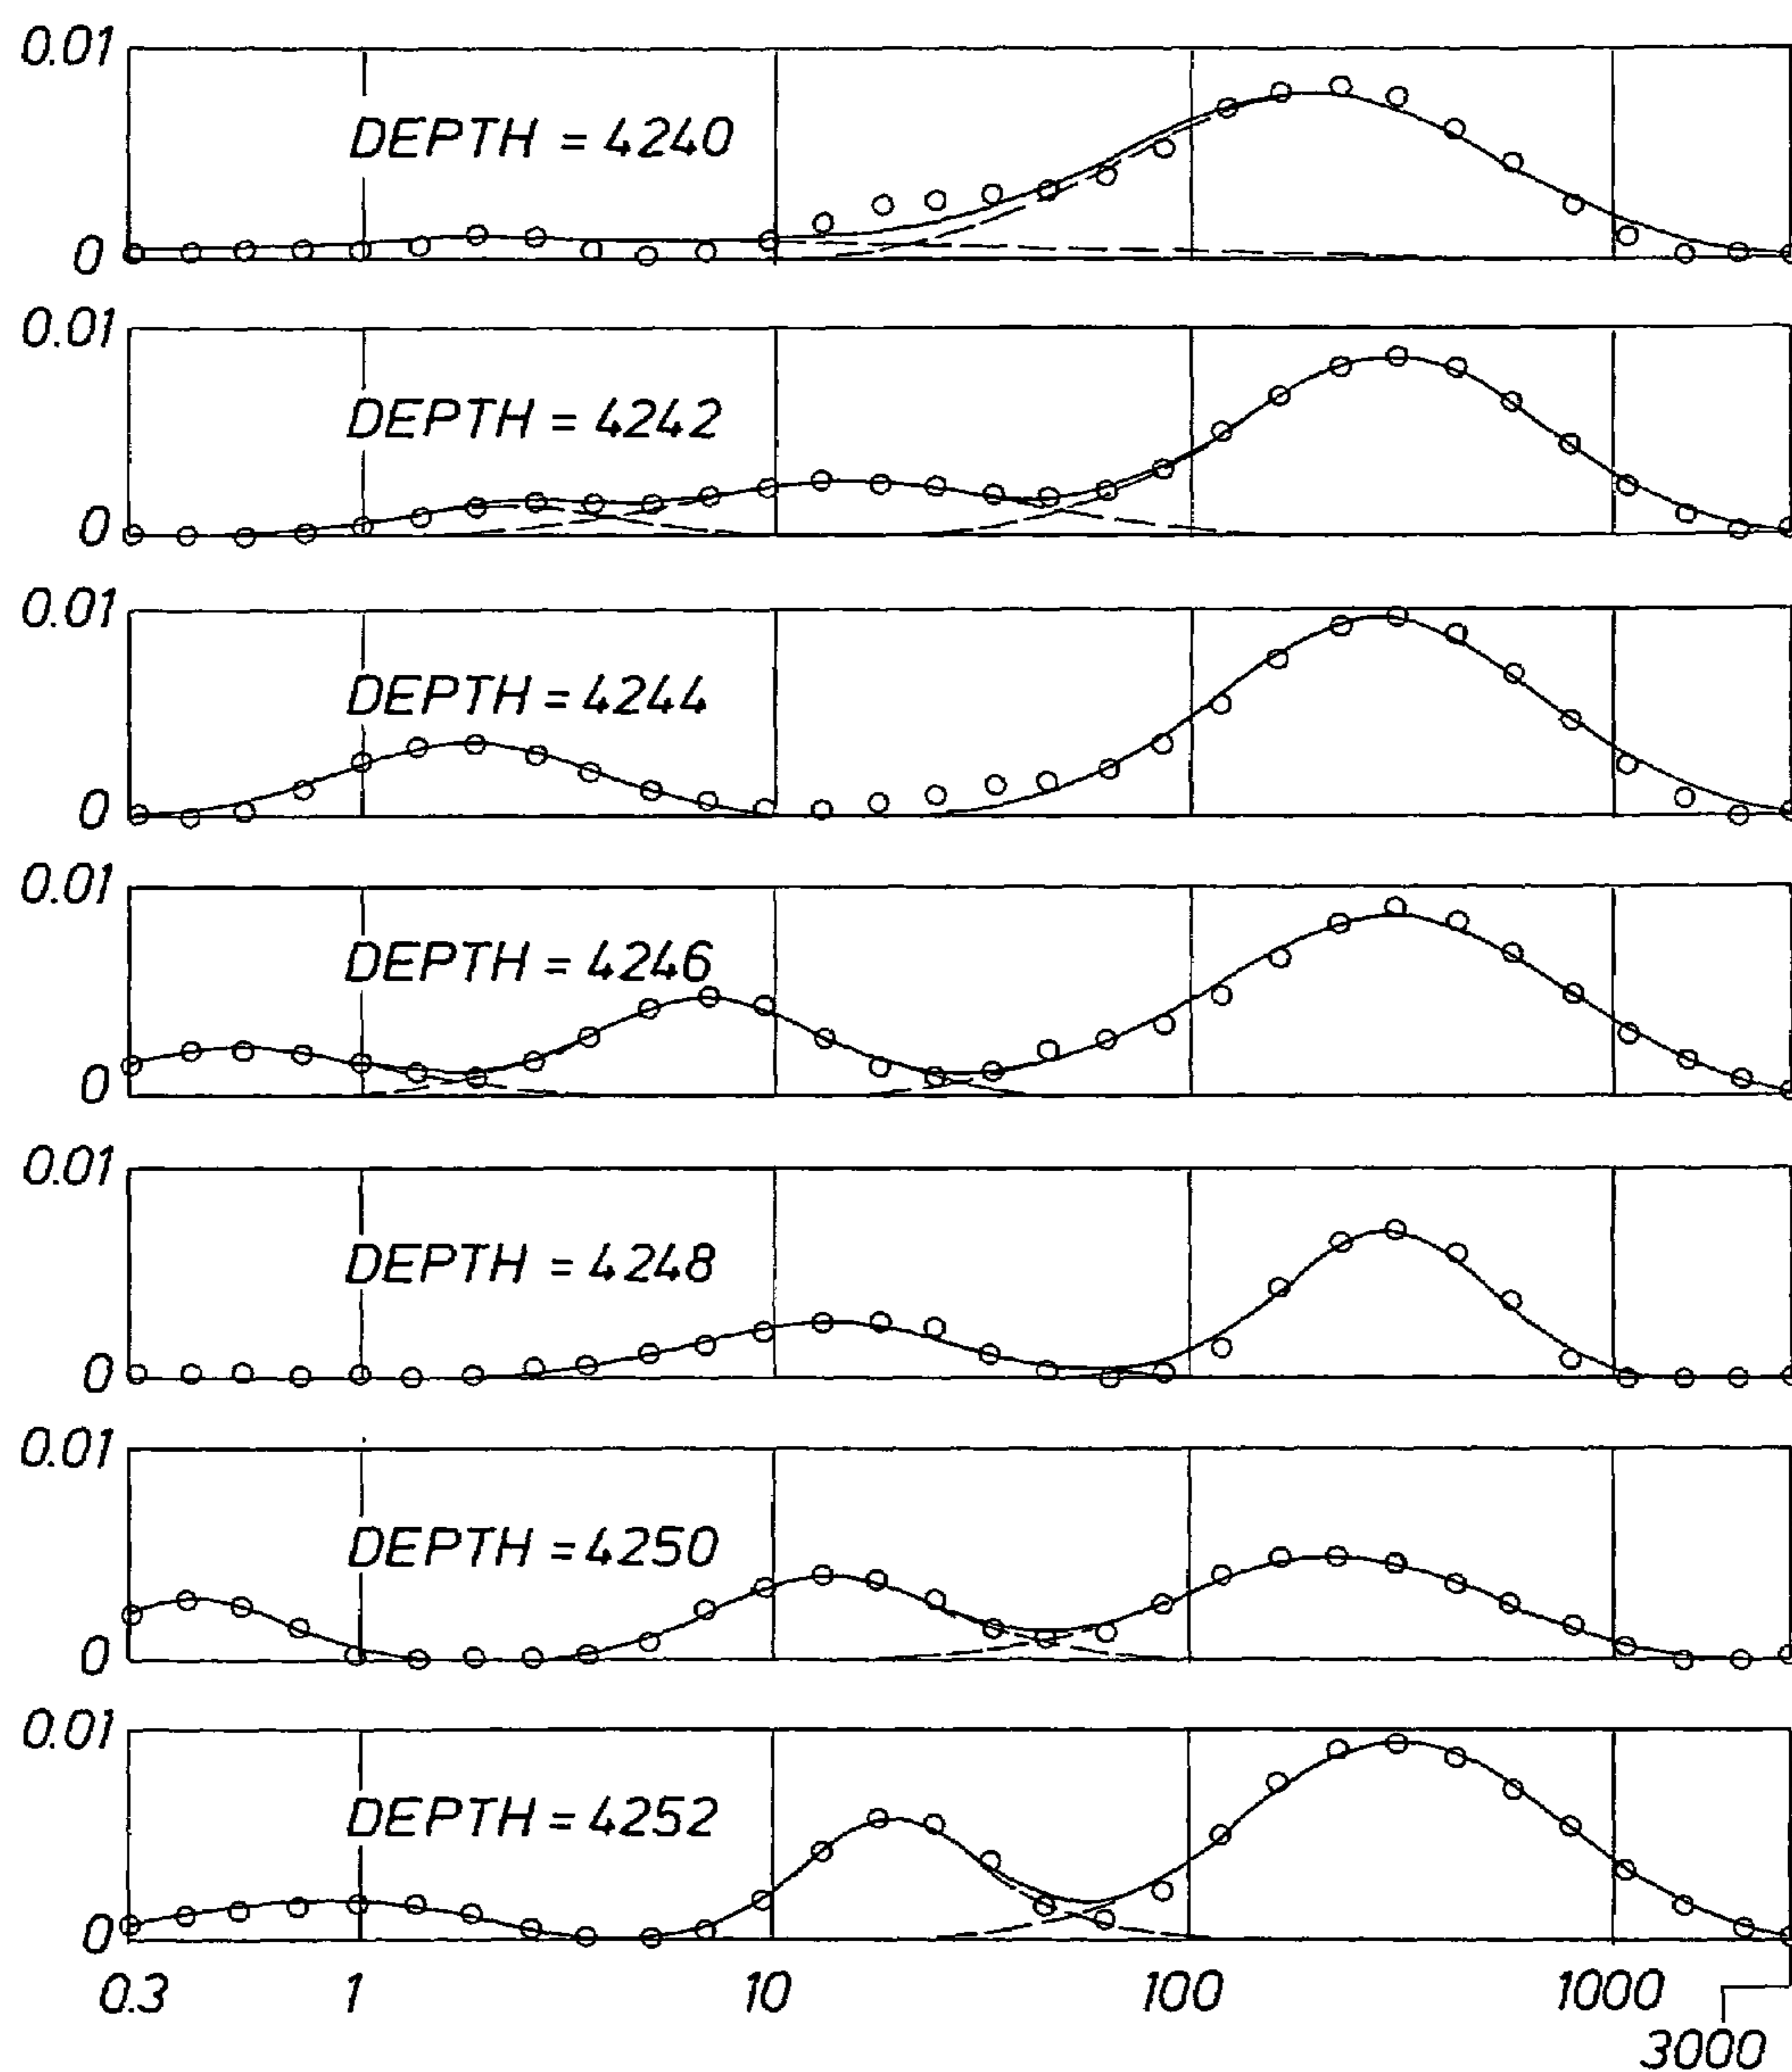 0.01
DEPTH = 4240
0
0.01
DEPTH = 4242
0
0.01
DEPTH = 4244
0
0.01
DEPTH = 4246
0
0.01
DEPTH = 4248
0
0.01
DEPTH = 4250
0
0.01
DEPTH = 4252
0
0.3 1 10 100 1000
3000